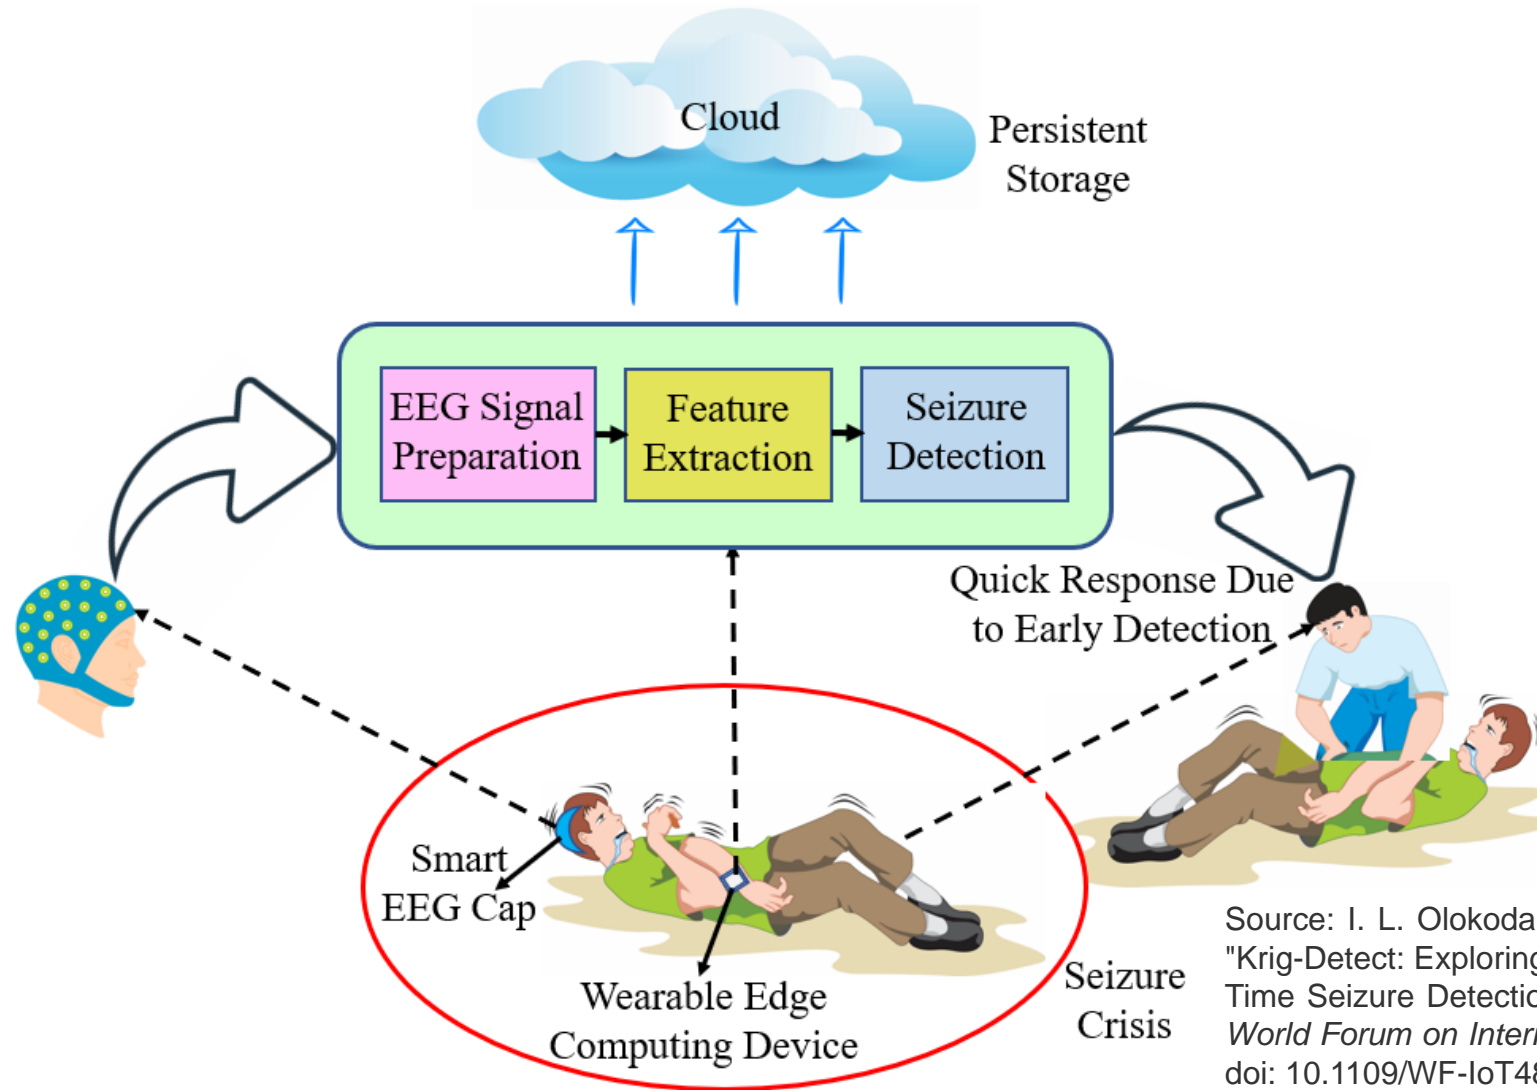 Cloud
Persistent
Storage
EEG Signal
Preparation
Feature
Extraction
Seizure
Detection
Quick Response Due
to Early Detection
Smart
EEG Cap
Wearable Edge
Computing Device
Seizure
Crisis
Source: I. L. Olokoda
"Krig-Detect: Exploring
Time Seizure Detectio
World Forum on Intern
doi: 10.1109/WF-IoT48